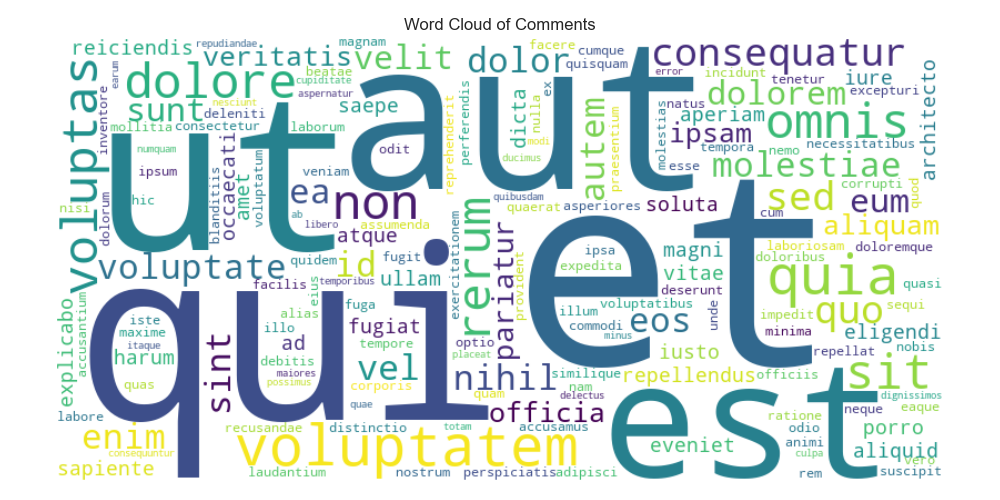 Word Cloud of Comments
reiciendis
repudiandae
veritatis
magnam
velit
dolor
facere
quisquam
cumque
consequatur
error
incidunt
tenetur
iure
excepturi
architecto
voluptas
inventore
earum
dolore
cupiditate
beatae
aspernatur
nesciunt
sunt
deleniti
saepe
aut
perferendis
dicta
nulla
ex
autem
natus
dolorem
aperiam
omnis
mollitia
consectetur
laborum
ut
numquam
ipsum
hic
nisi
dolorum
blanditiis
occaecati
amet
voluptatum
ea
ab
veniam
odit
non
libero
reprehenderit
ducimus
modi
praesentium
molestias
ipsam
esse
tempora
nemo
necessitatibus
molestiae
quibusdam
quaerat
asperiores
soluta
sed
cum
corrupti
eum
quod
aliquam
voluptate
quidem
atque
assumenda
id
fugit
temporibus
ullam
exercitationem
rerum
pariatur
provident
et
ipsa
expedita
magni
vitae
deserunt
laboriosam
doloribus
doloremque
quia
quasi
explicabo
accusantium
qui
iste
maxime
itaque
harum
quas
facilis
sint
eius
alias
illo
ad
debitis
maiores
possimus
fuga
fugiat
tempore
vel
corporis
quae
optio
placeat
nihil
quam
illum
voluptatibus
commodi
eos
minus
unde
impedit
quo
sequi
minima
eligendi
repellat
nobis
iusto
similique
repellendus
officiis
sit
nam
delectus
officia
est
dignissimos
labore
enim
consequuntur
sapiente
recusandae
distinctio
totam
accusamus
voluptatem
laudantium
nostrum
perspiciatis
adipisci
eveniet
ratione
odio
animi
culpa
rem
neque
eaque
porro
vero
aliquid
suscipit